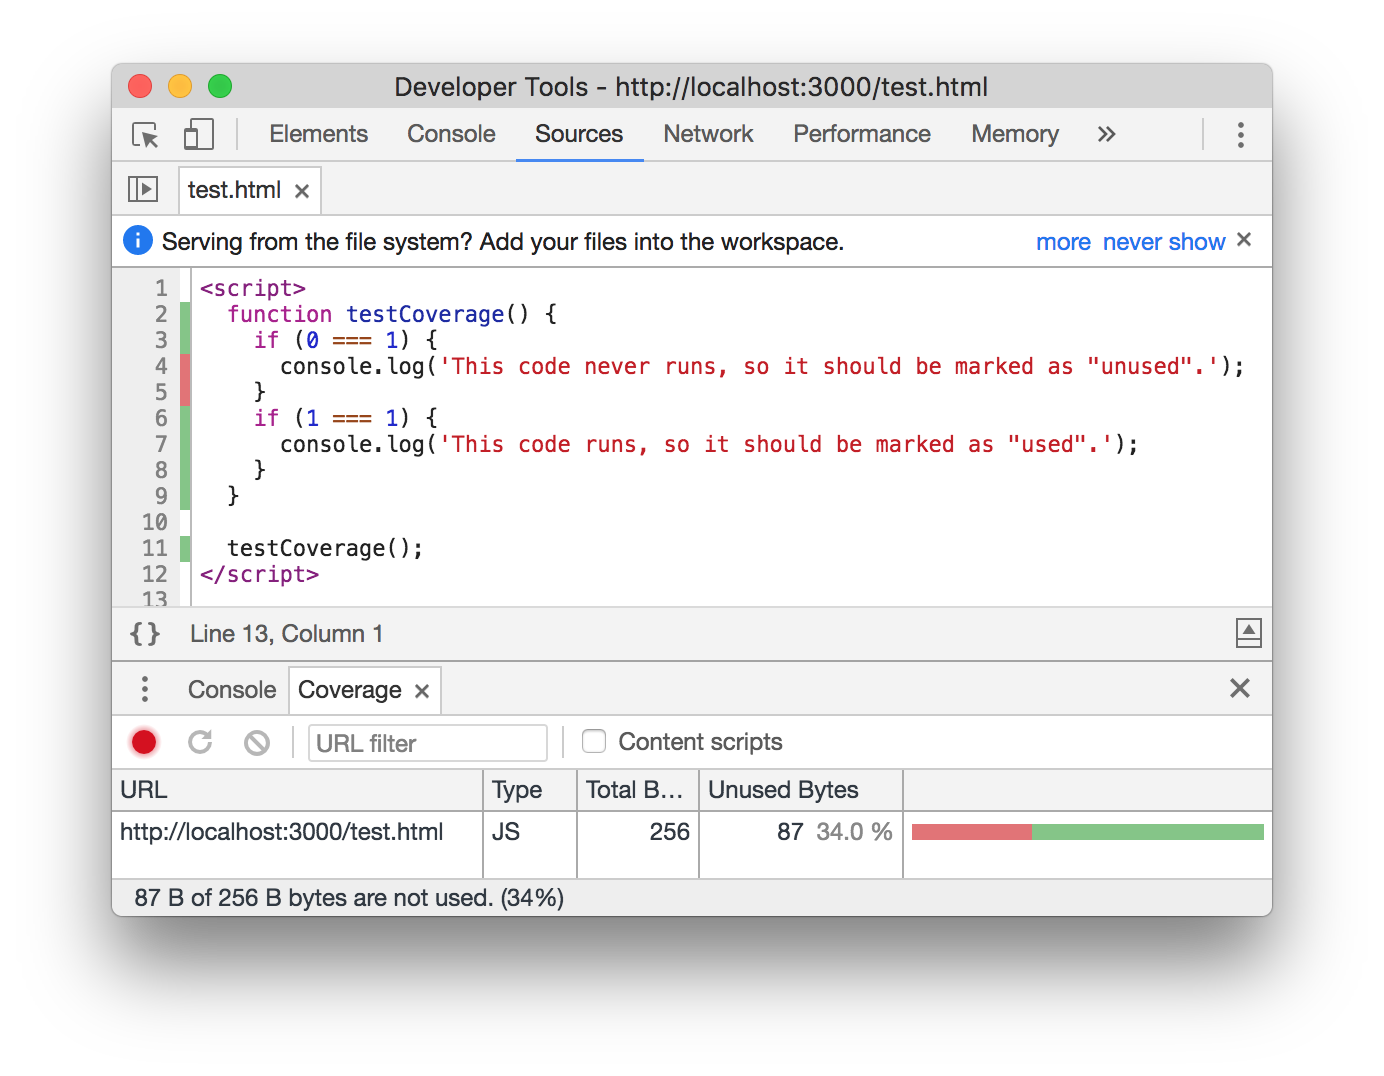 Developer Tools - http://localhost:3000/test.html
Elements Console Sources Network Performance Memory »
test.html ×
Serving from the file system? Add your files into the workspace. more never show ×
1 <script>
2   function testCoverage() {
3     if (0 === 1) {
4       console.log('This code never runs, so it should be marked as "unused".');
5     }
6     if (1 === 1) {
7       console.log('This code runs, so it should be marked as "used".');
8     }
9   }
10
11   testCoverage();
12 </script>
13
{} Line 13, Column 1
Console Coverage ×
URL filter Content scripts
URL Type Total B... Unused Bytes
http://localhost:3000/test.html JS 256 87 34.0 %
87 B of 256 B bytes are not used. (34%)